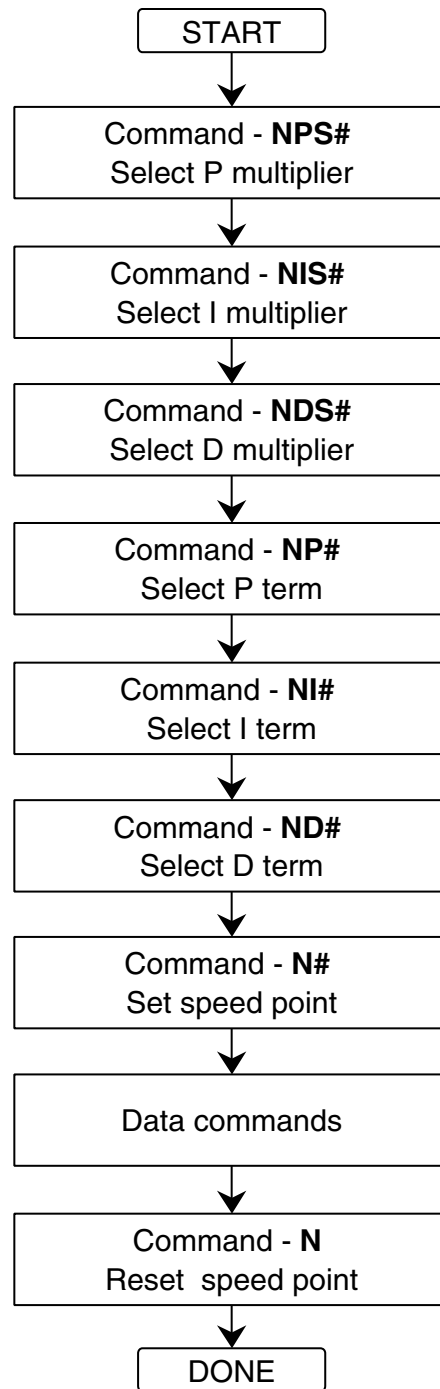 START
Command - NPS#
Select P multiplier
Command - NIS#
Select I multiplier
Command - NDS#
Select D multiplier
Command - NP#
Select P term
Command - NI#
Select I term
Command - ND#
Select D term
Command - N#
Set speed point
Data commands
Command - N
Reset speed point
DONE